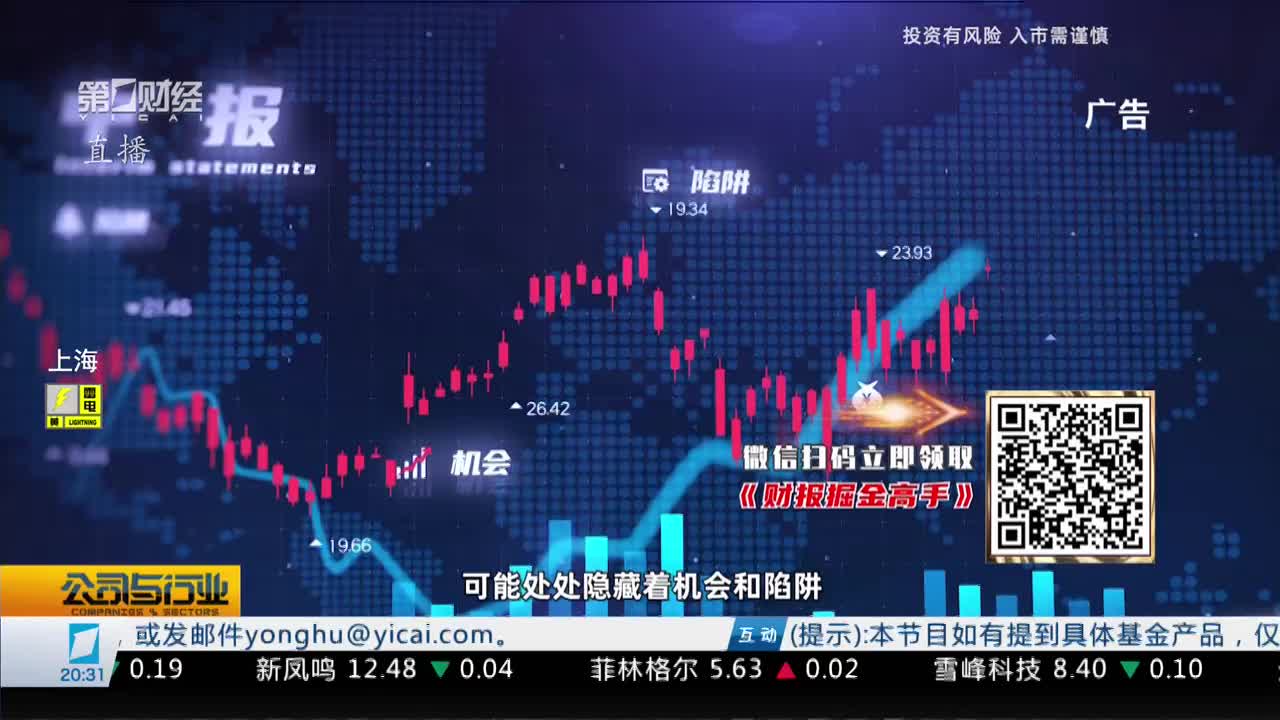 投资有风险 入市需谨慎
第一财经
YICAI
直播
报
statements
广告
陷阱
19.34
23.93
21.45
上海
雷电
黄 LIGHTNING
26.42
机会
微信扫码立即领取
《财报掘金高手》
19.66
可能处处隐藏着机会和陷阱
公司与行业
COMPANIES & SECTORS
，或发邮件yonghu@yicai.com。
互动 (提示):本节目如有提到具体基金产品，仅
20:31
0.19 新凤鸣 12.48 ▼ 0.04 菲林格尔 5.63 ▲ 0.02 雪峰科技 8.40 ▼ 0.10